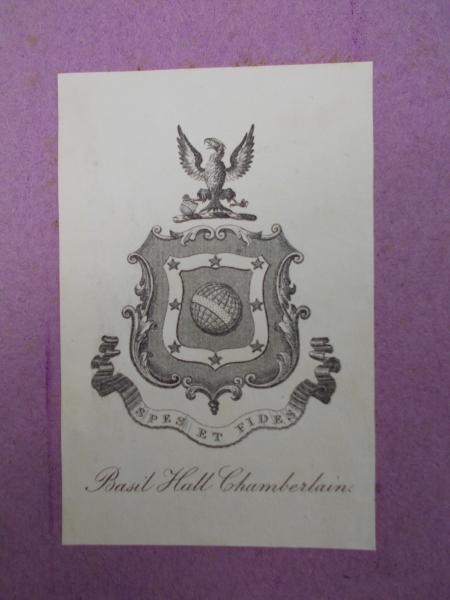 SPES ET FIDES
Basil Hall Chamberlain.